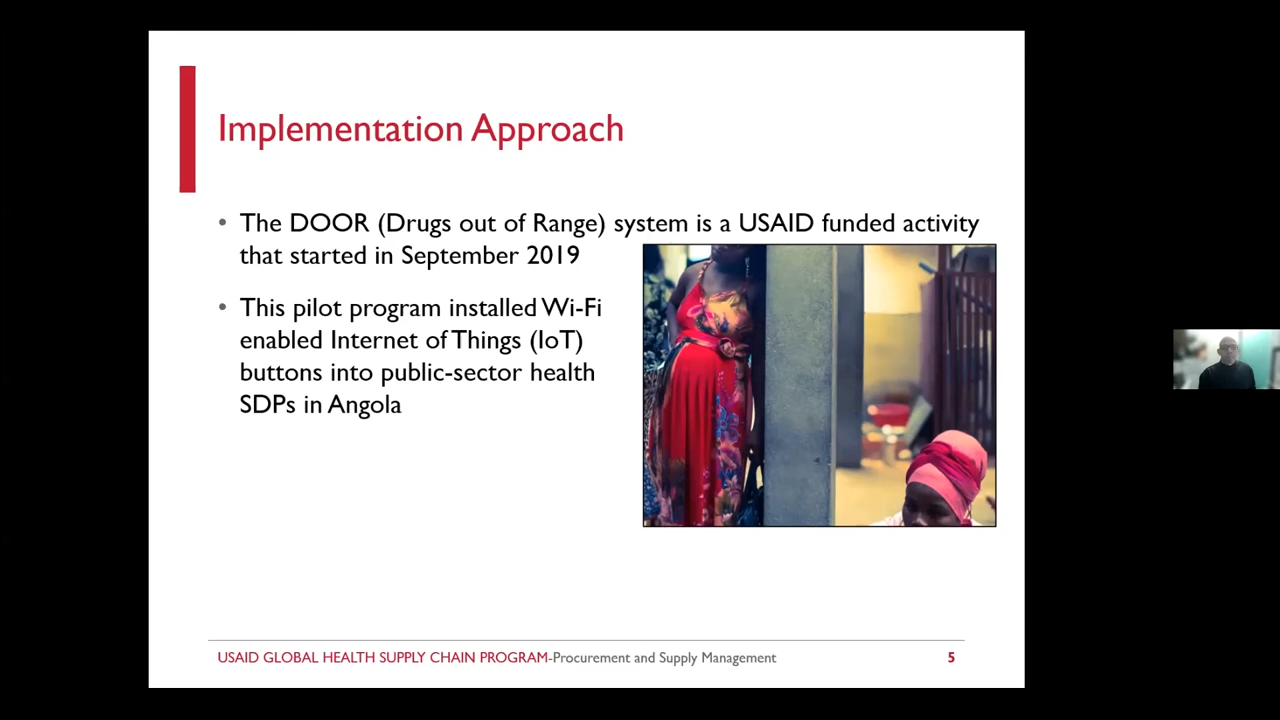 Implementation Approach
• The DOOR (Drugs out of Range) system is a USAID funded activity
that started in September 2019
• This pilot program installed Wi-Fi
enabled Internet of Things (IoT)
buttons into public-sector health
SDPs in Angola
USAID GLOBAL HEALTH SUPPLY CHAIN PROGRAM-Procurement and Supply Management
5